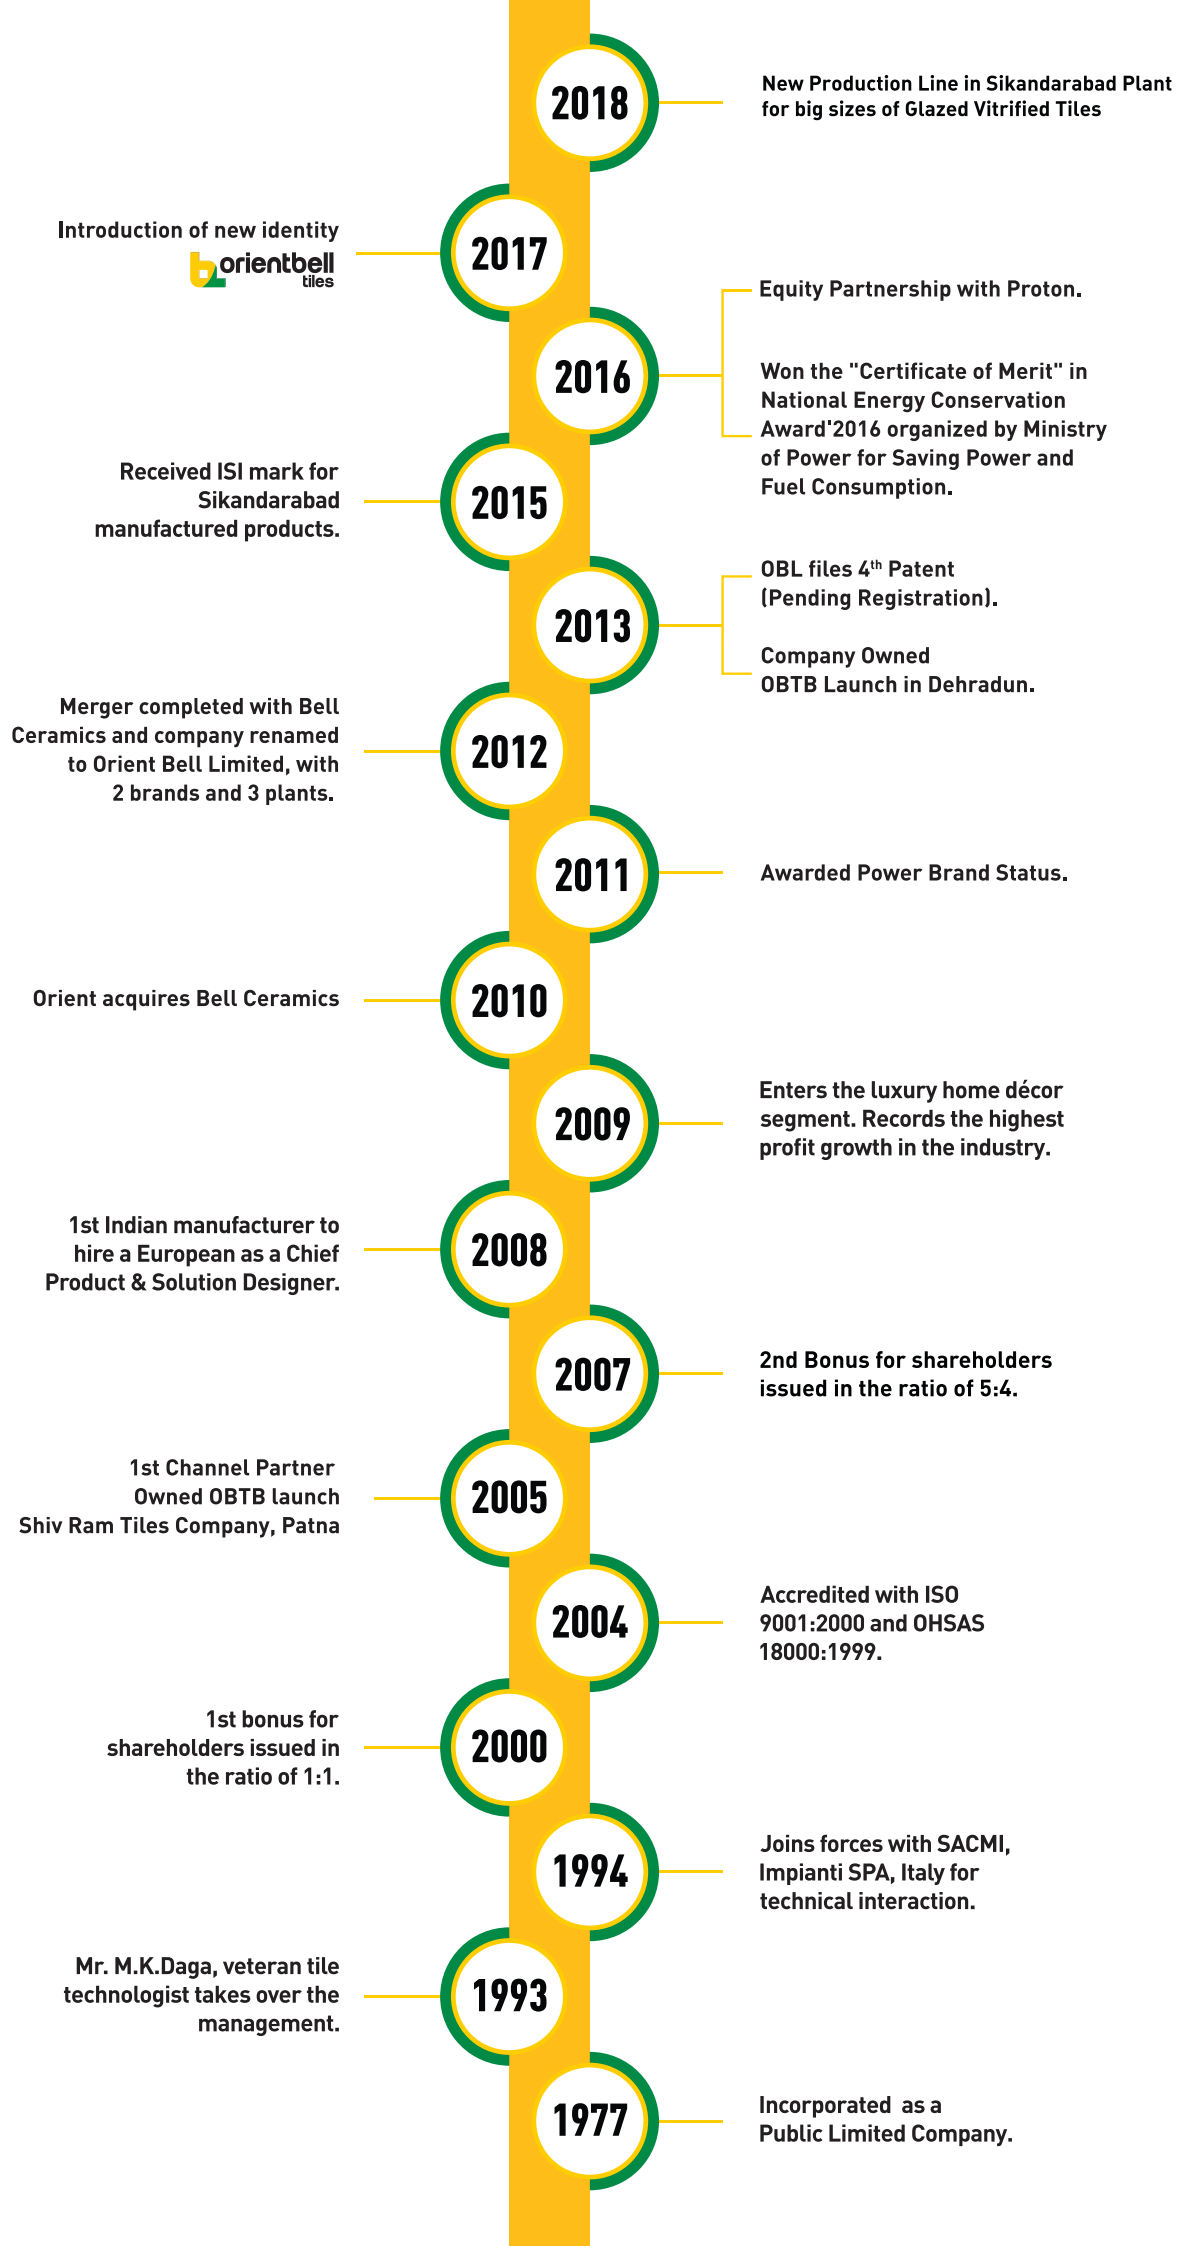 2018
New Production Line in Sikandarabad Plant
for big sizes of Glazed Vitrified Tiles
Introduction of new identity
orientbell
tiles
2017
Equity Partnership with Proton.
2016
Won the "Certificate of Merit" in
National Energy Conservation
Award'2016 organized by Ministry
of Power for Saving Power and
Fuel Consumption.
Received ISI mark for
Sikandarabad
manufactured products.
2015
2013
OBL files 4th Patent
(Pending Registration).
Company Owned
OBTB Launch in Dehradun.
Merger completed with Bell
Ceramics and company renamed
to Orient Bell Limited, with
2 brands and 3 plants.
2012
2011
Awarded Power Brand Status.
Orient acquires Bell Ceramics
2010
2009
Enters the luxury home décor
segment. Records the highest
profit growth in the industry.
1st Indian manufacturer to
hire a European as a Chief
Product & Solution Designer.
2008
2007
2nd Bonus for shareholders
issued in the ratio of 5:4.
1st Channel Partner
Owned OBTB launch
Shiv Ram Tiles Company, Patna
2005
2004
Accredited with ISO
9001:2000 and OHSAS
18000:1999.
1st bonus for
shareholders issued in
the ratio of 1:1.
2000
1994
Joins forces with SACMI,
Impianti SPA, Italy for
technical interaction.
Mr. M.K.Daga, veteran tile
technologist takes over the
management.
1993
1977
Incorporated as a
Public Limited Company.